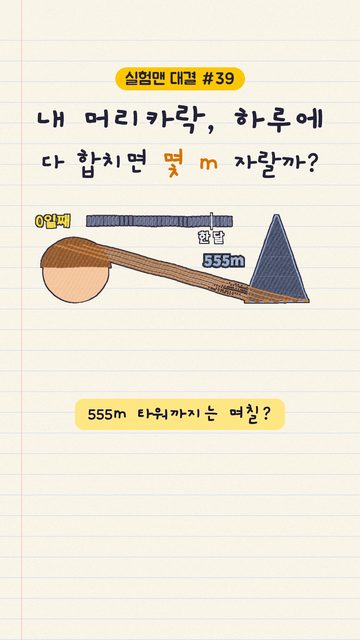 실험맨 대결 #39
내 머리카락, 하루에
다 합치면 몇 m 자랄까?
0일째
한 달
555m
555m 타워까지는 며칠?